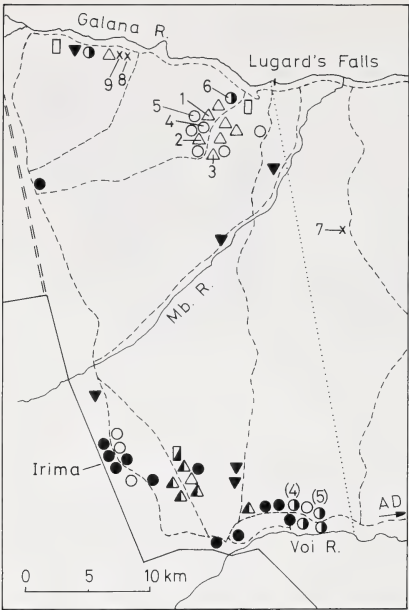 Galana R.
Lugard's Falls
9
8
6
1
5
4
2
3
7
Mb. R.
Irima
(4)
(5)
AD
Voi R.
0 5 10 km